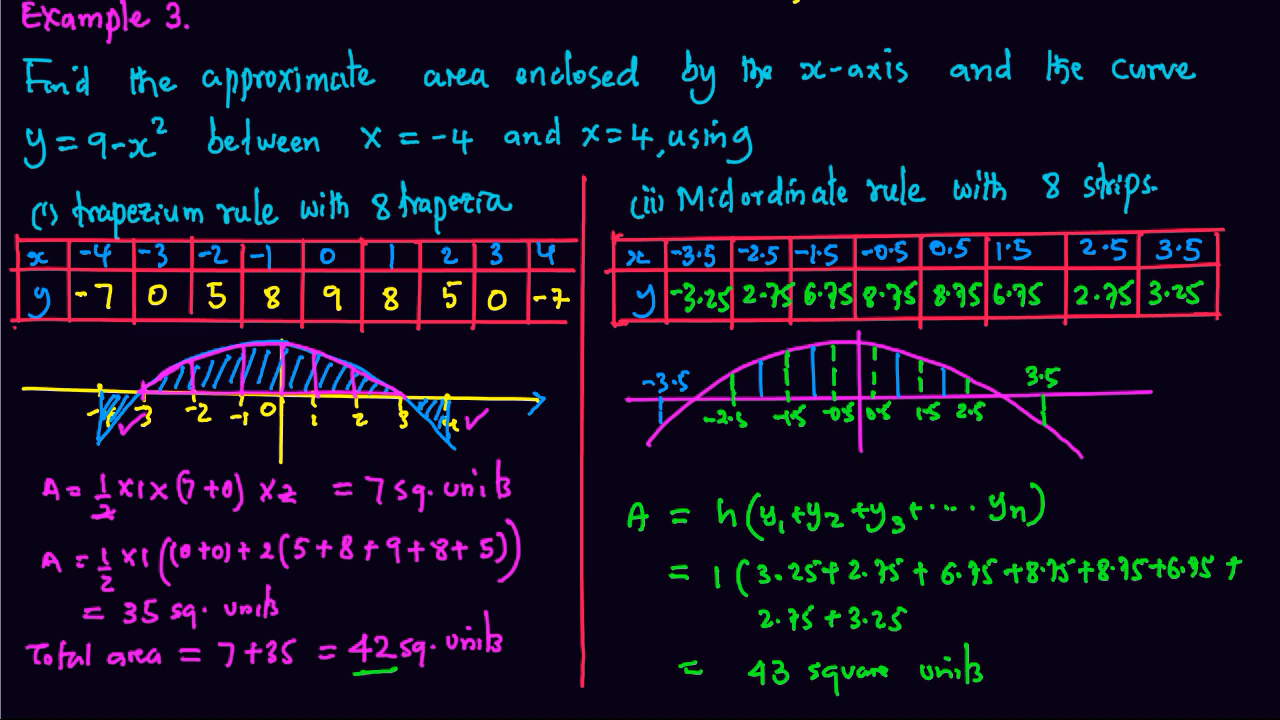 Example 3.
Find the approximate area enclosed by the x-axis and the curve
y = 9-x² between x = -4 and x=4, using
(i) trapezium rule with 8 trapezia
x -4 -3 -2 -1 0 1 2 3 4
y -7 0 5 8 9 8 5 0 -7
-3 -2 -1 0 1 2 3 4
A = 1/2 x1x (7+0) x2 = 7 sq. units
A = 1/2 x1 ((0+0)+2(5+8+9+8+5))
= 35 sq. units
Total area = 7+35 = 42 sq. units
(ii) Mid ordinate rule with 8 strips.
x -3.5 -2.5 -1.5 -0.5 0.5 1.5 2.5 3.5
y -3.25 2.75 6.75 8.75 8.75 6.75 2.75 3.25
-3.5 3.5
-2.5 -1.5 -0.5 0.5 1.5 2.5
A = h(y₁+y₂+y₃+.... yn)
= 1 (3.25+2.75+6.75+8.75+8.75+6.75+
2.75+3.25
= 43 square units